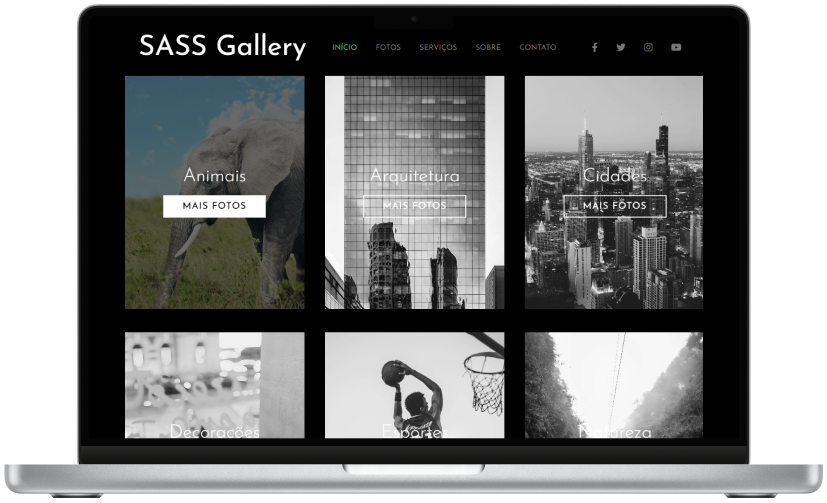 SASS Gallery
INÍCIO FOTOS SERVIÇOS SOBRE CONTATO
Animais
MAIS FOTOS
Arquitetura
MAIS FOTOS
Cidades
MAIS FOTOS
Decorações
Esportes
Natureza